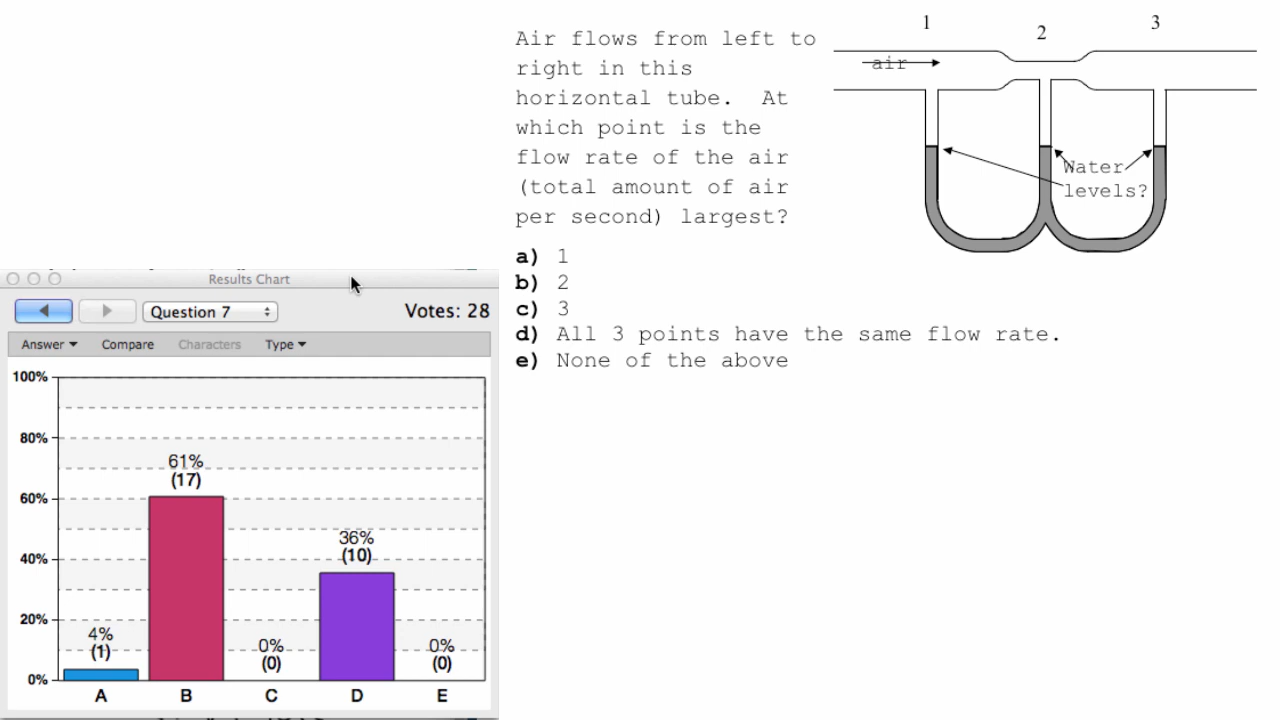 Air flows from left to
right in this
horizontal tube.  At
which point is the
flow rate of the air
(total amount of air
per second) largest?
a) 1
b) 2
c) 3
d) All 3 points have the same flow rate.
e) None of the above
1
2
3
air
Water
levels?
Results Chart
Question 7
Votes: 28
Answer
Compare
Characters
Type
100%
80%
60%
40%
20%
0%
4%
(1)
61%
(17)
0%
(0)
36%
(10)
0%
(0)
A
B
C
D
E